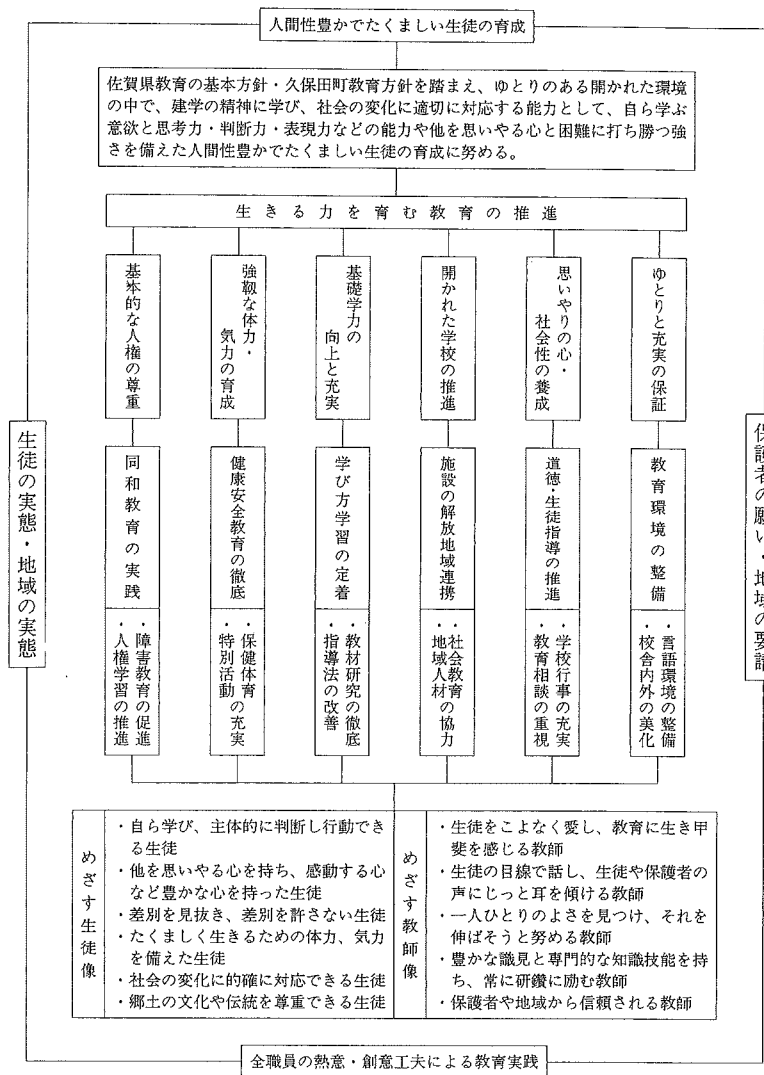 人間性豊かでたくましい生徒の育成
佐賀県教育の基本方針・久保田町教育方針を踏まえ、ゆとりのある開かれた環境
の中で、建学の精神に学び、社会の変化に適切に対応する能力として、自ら学ぶ
意欲と思考力・判断力・表現力などの能力や他を思いやる心と困難に打ち勝つ強
さを備えた人間性豊かでたくましい生徒の育成に努める。
生きる力を育む教育の推進
ゆとりと充実の保証
思いやりの心・
社会性の養成
開かれた学校の推進
基礎学力の
向上と充実
強靱な体力・
気力の育成
基本的な人権の尊重
教育環境の整備
道徳・生徒指導の推進
施設の解放地域連携
学び方学習の定着
健康安全教育の徹底
同和教育の実践
・言語環境の整備
・校舎内外の美化
・学校行事の充実
・教育相談の重視
・社会教育の充実
・地域人材の協力
・教材研究の徹底
・指導法の改善
・保健体育の充実
・特別活動
・障害教育の促進
・人権学習の推進
保護者の願い・地域の要請
生徒の実態・地域の実態
めざす生徒像
・自ら学び、主体的に判断し行動でき
る生徒
・他を思いやる心を持ち、感動する心
など豊かな心を持った生徒
・差別を見抜き、差別を許さない生徒
・たくましく生きるための体力、気力
を備えた生徒
・社会の変化に的確に対応できる生徒
・郷土の文化や伝統を尊重できる生徒
めざす教師像
・生徒をこよなく愛し、教育に生き甲
斐を感じる教師
・生徒の目線で話し、生徒や保護者の
声にじっと耳を傾ける教師
・一人ひとりのよさを見つけ、それを
伸ばそうと努める教師
・豊かな識見と専門的な知識技能を持
ち、常に研鑽に励む教師
・保護者や地域から信頼される教師
全職員の熱意・創意工夫による教育実践